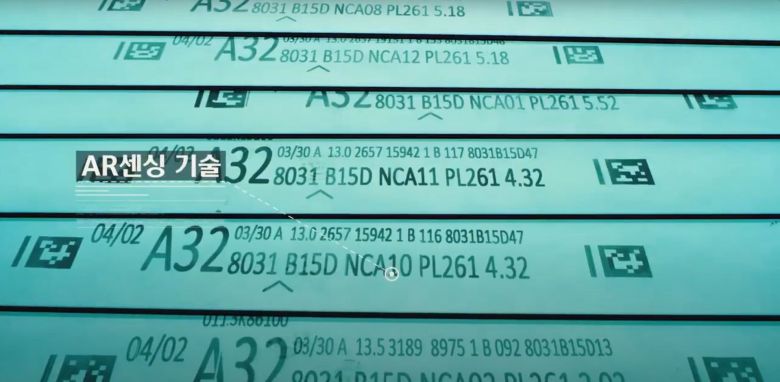 8031 B15D NCA08 PL261 5.18
04/02 A32
8031 B15D NCA12 PL261 5.18
A32 8031 B15D NCA01 PL261 5.52
AR센싱 기술
A32 03/30 A 13.0 2657 15942 1 B 117 8031B15D47
8031 B15D NCA11 PL261 4.32
04/02 A32 03/30 A 13.0 2657 15942 1 B 116 8031B15D47
8031 B15D NCA10 PL261 4.32
04/02 A32 03/30 A 13.5 3189 8975 1 B 092 8031B15D13